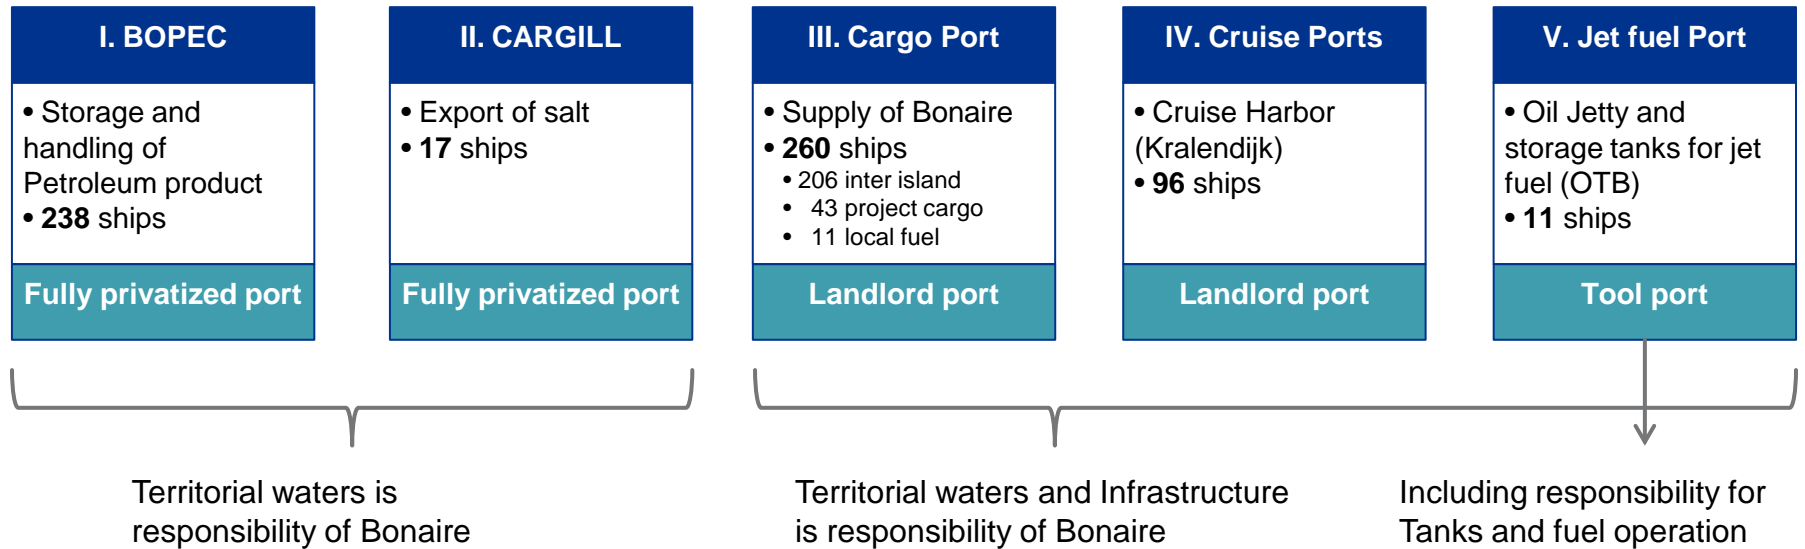 I. BOPEC
• Storage and
handling of
Petroleum product
• 238 ships
Fully privatized port
II. CARGILL
• Export of salt
• 17 ships
Fully privatized port
III. Cargo Port
• Supply of Bonaire
• 260 ships
• 206 inter island
• 43 project cargo
• 11 local fuel
Landlord port
IV. Cruise Ports
• Cruise Harbor
(Kralendijk)
• 96 ships
Landlord port
V. Jet fuel Port
• Oil Jetty and
storage tanks for jet
fuel (OTB)
• 11 ships
Tool port
Territorial waters is
responsibility of Bonaire
Territorial waters and Infrastructure
is responsibility of Bonaire
Including responsibility for
Tanks and fuel operation